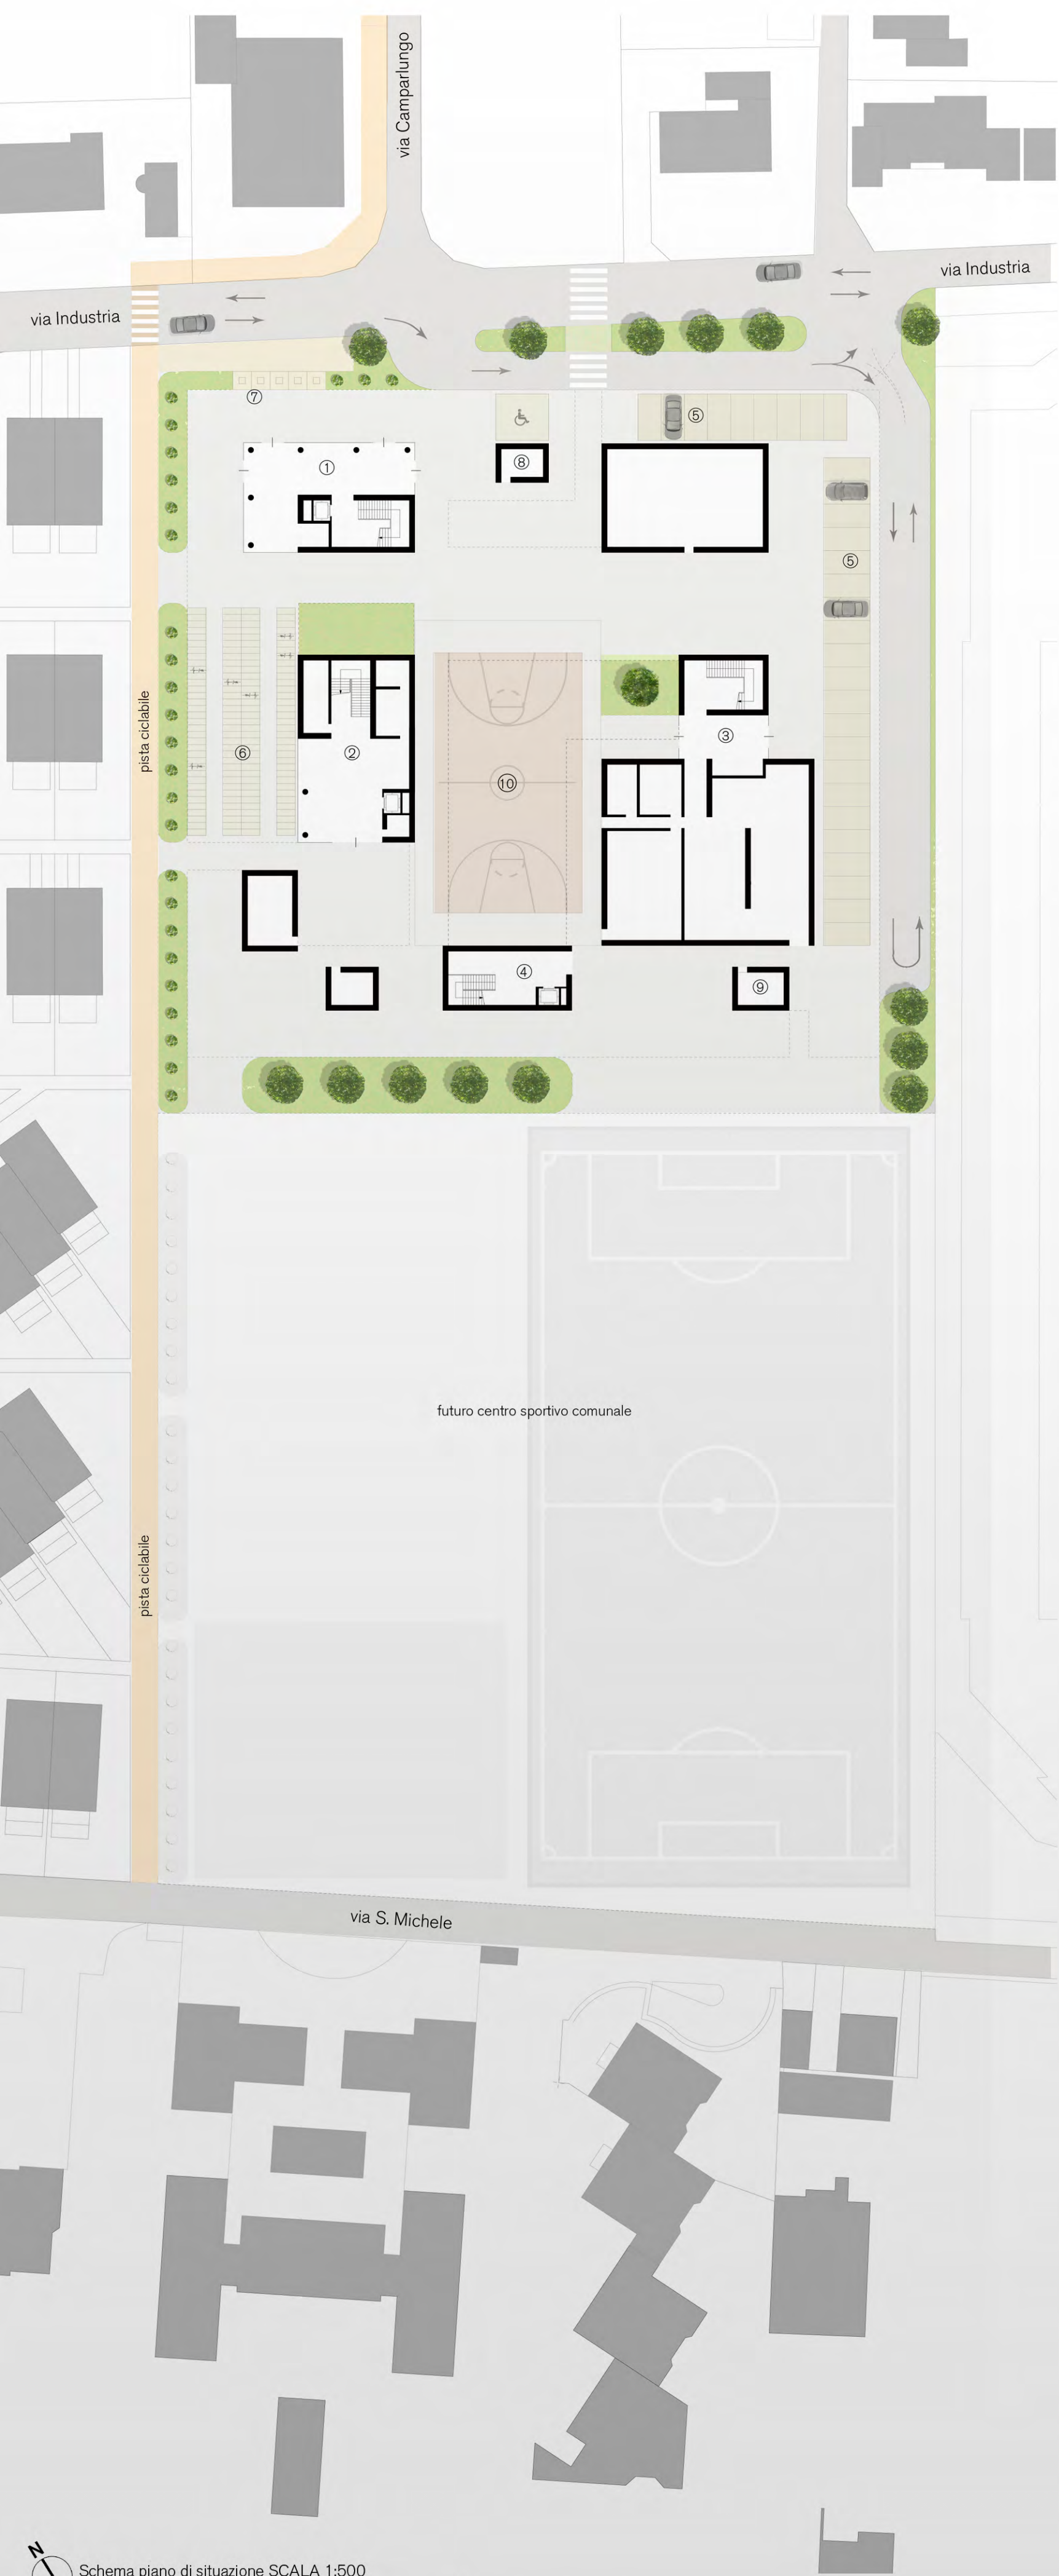 via Camparlungo
via Industria
via Industria
⑦
⑤
①
⑧
⑤
pista ciclabile
③
⑥
②
⑩
④
⑨
futuro centro sportivo comunale
pista ciclabile
via S. Michele
N
Schema piano di situazione SCALA 1:500